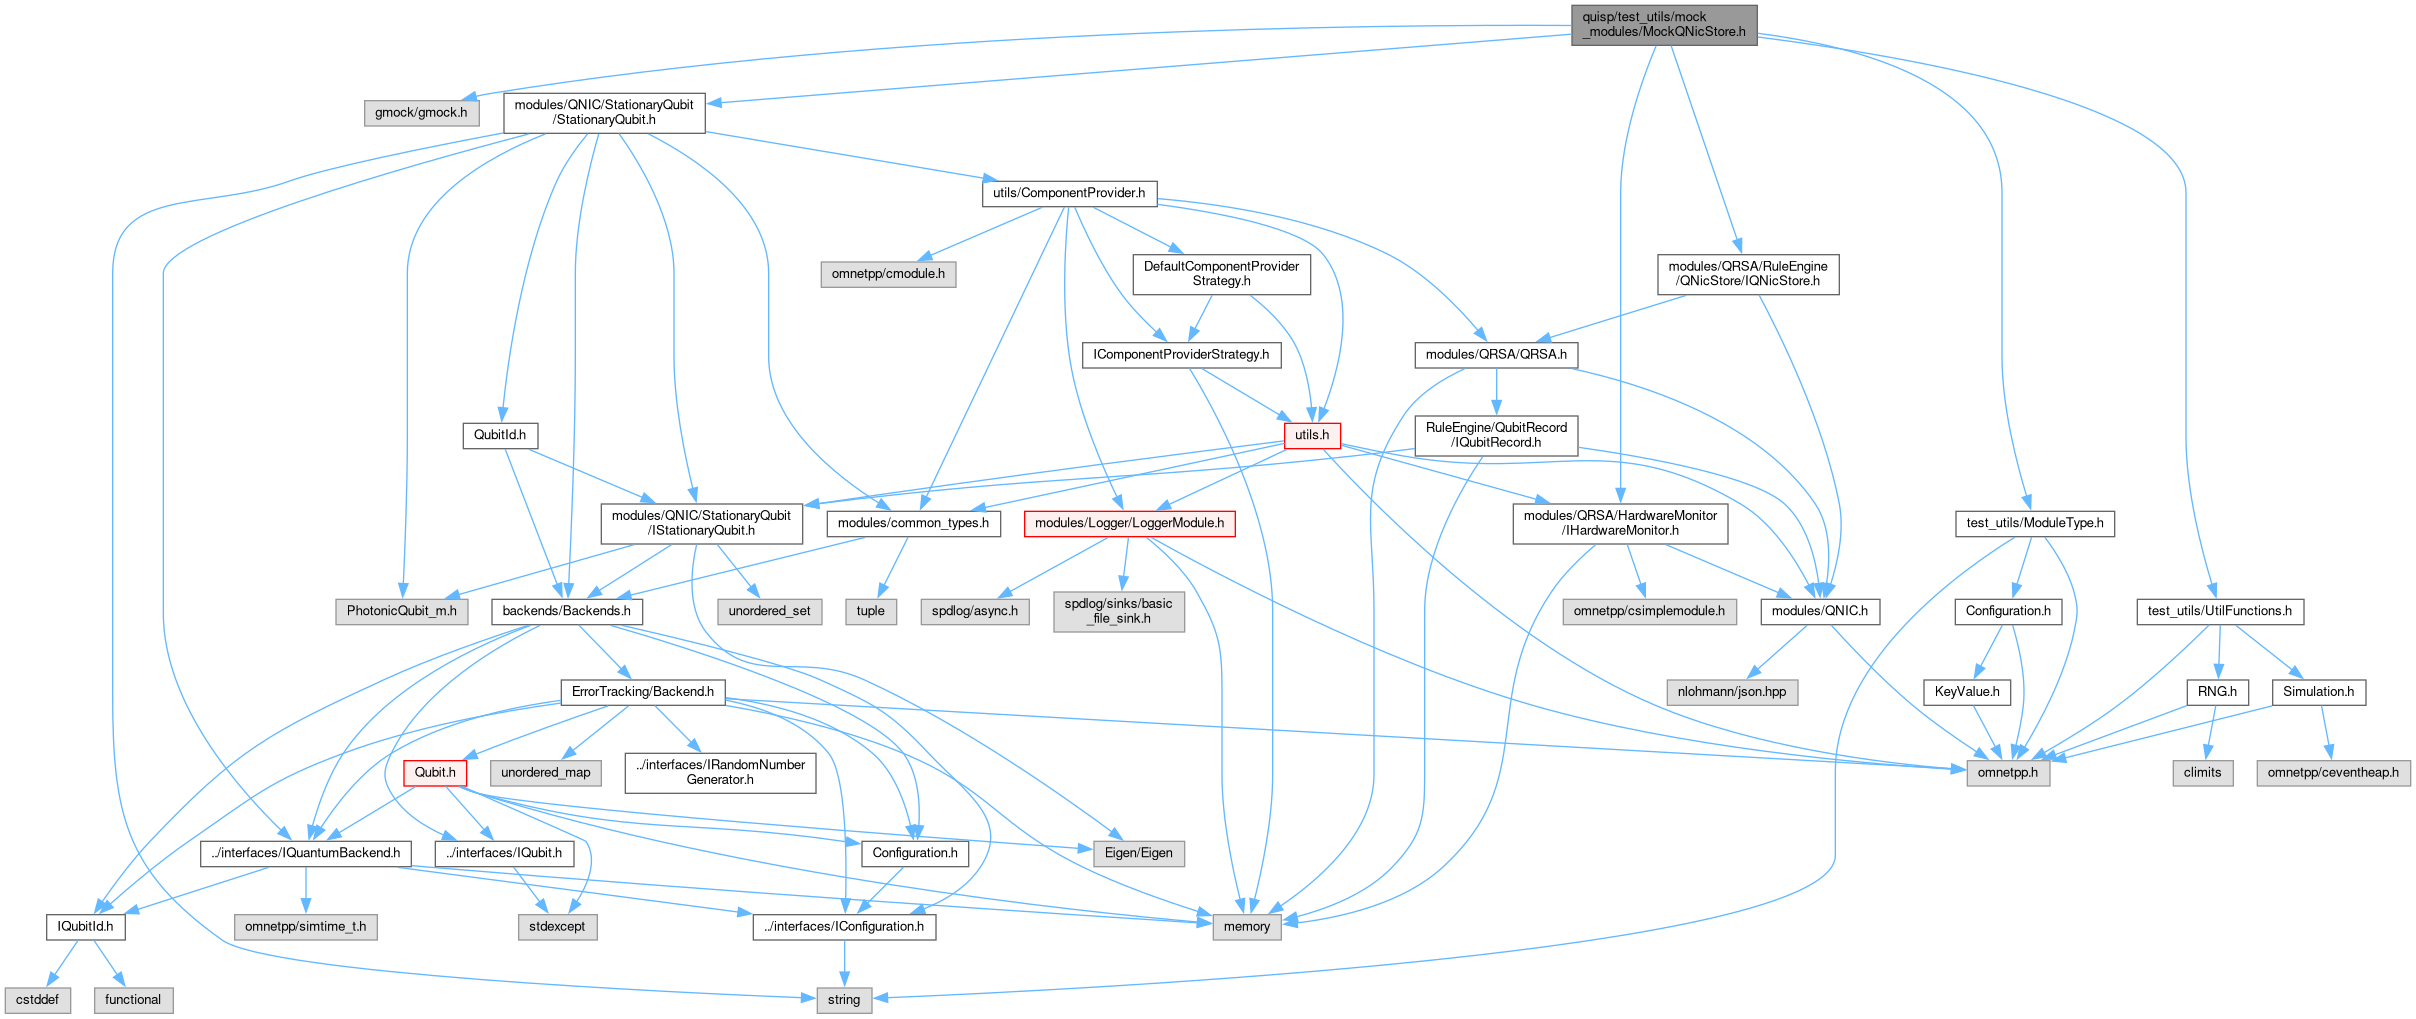 quisp/test_utils/mock
_modules/MockQNicStore.h
gmock/gmock.h
modules/QNIC/StationaryQubit
/StationaryQubit.h
utils/ComponentProvider.h
omnetpp/cmodule.h
DefaultComponentProvider
Strategy.h
modules/QRSA/RuleEngine
/QNicStore/IQNicStore.h
IComponentProviderStrategy.h
modules/QRSA/QRSA.h
QubitId.h
utils.h
RuleEngine/QubitRecord
/IQubitRecord.h
modules/QNIC/StationaryQubit
/IStationaryQubit.h
modules/common_types.h
modules/Logger/LoggerModule.h
modules/QRSA/HardwareMonitor
/IHardwareMonitor.h
test_utils/ModuleType.h
PhotonicQubit_m.h
backends/Backends.h
unordered_set
tuple
spdlog/async.h
spdlog/sinks/basic
_file_sink.h
omnetpp/csimplemodule.h
modules/QNIC.h
Configuration.h
test_utils/UtilFunctions.h
ErrorTracking/Backend.h
nlohmann/json.hpp
KeyValue.h
RNG.h
Simulation.h
Qubit.h
unordered_map
../interfaces/IRandomNumber
Generator.h
omnetpp.h
climits
omnetpp/ceventheap.h
../interfaces/IQuantumBackend.h
../interfaces/IQubit.h
Configuration.h
Eigen/Eigen
IQubitId.h
omnetpp/simtime_t.h
stdexcept
../interfaces/IConfiguration.h
memory
cstddef
functional
string